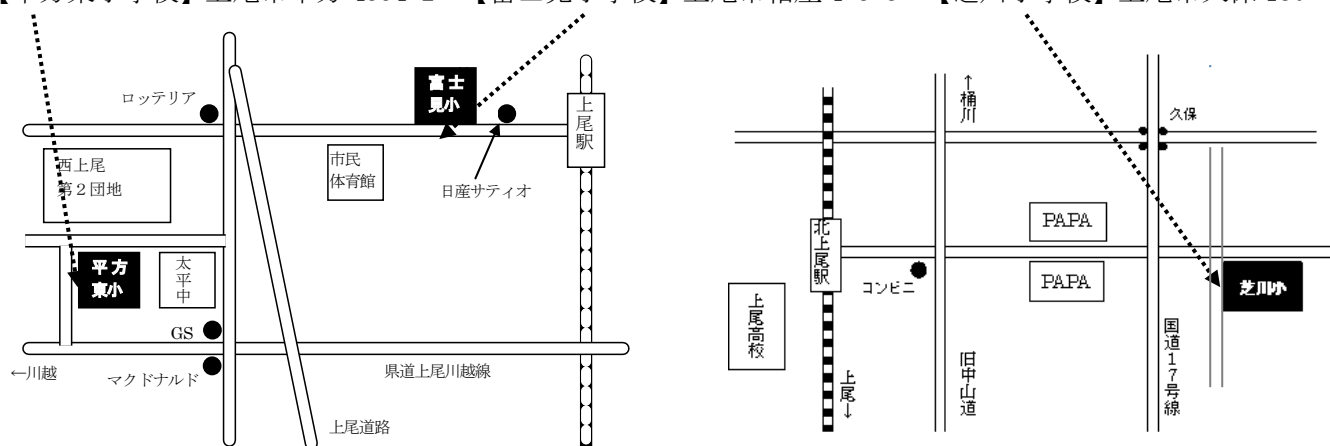 富士
見小
ロッテリア
上尾駅
西上尾
第2団地
市民
体育館
日産サティオ
平方
東小
太平中
GS
←川越
マクドナルド
県道上尾川越線
上尾道路
↑桶川
久保
PAPA
北上尾駅
コンビニ
PAPA
芝川小
上尾高校
国道17号線
旧中山道
上尾↓